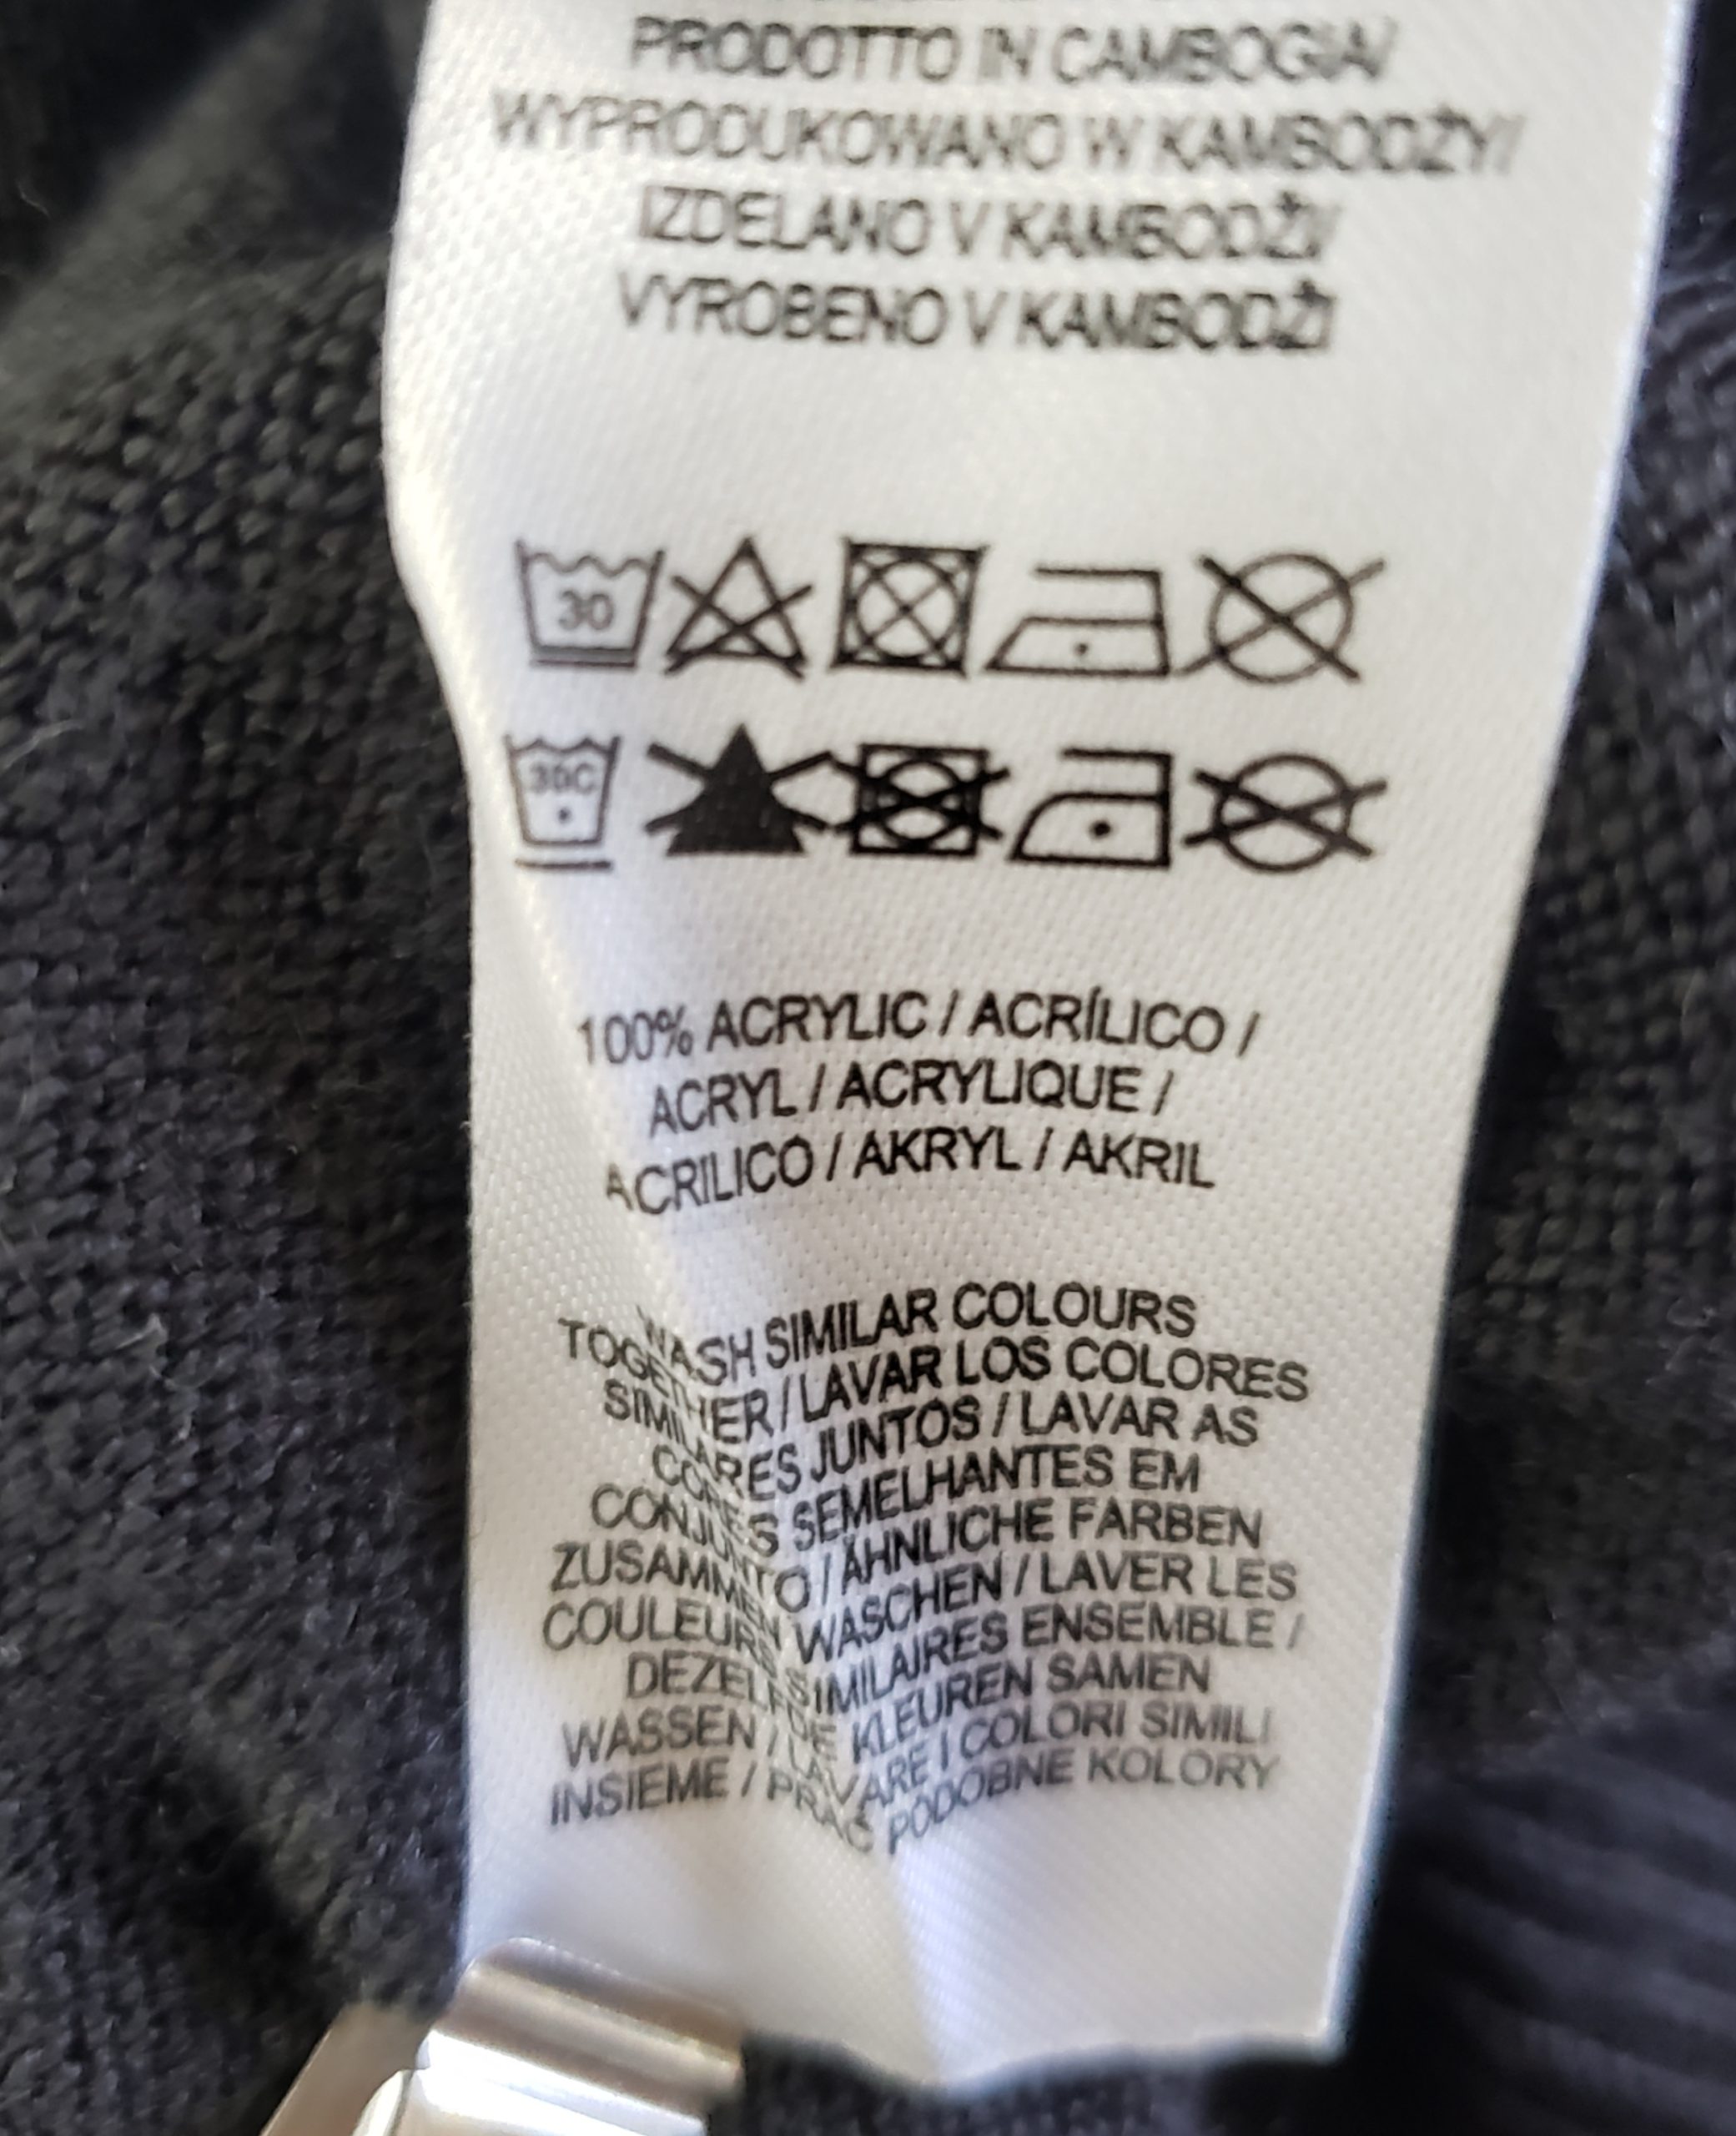 PRODOTTO IN CAMBOGIA/
WYPRODUKOWANO W KAMBODŻY/
IZDELANO V KAMBODŽI/
VYROBENO V KAMBODŽI
30
30C
100% ACRYLIC / ACRÍLICO /
ACRYL / ACRYLIQUE /
ACRILICO / AKRYL / AKRIL
WASH SIMILAR COLOURS
TOGETHER / LAVAR LOS COLORES
SIMILARES JUNTOS / LAVAR AS
CORES SEMELHANTES EM
CONJUNTO / ÄHNLICHE FARBEN
ZUSAMMEN WASCHEN / LAVER LES
COULEURS SIMILAIRES ENSEMBLE /
DEZELFDE KLEUREN SAMEN
WASSEN / LAVARE I COLORI SIMILI
INSIEME / PRAĆ PODOBNE KOLORY